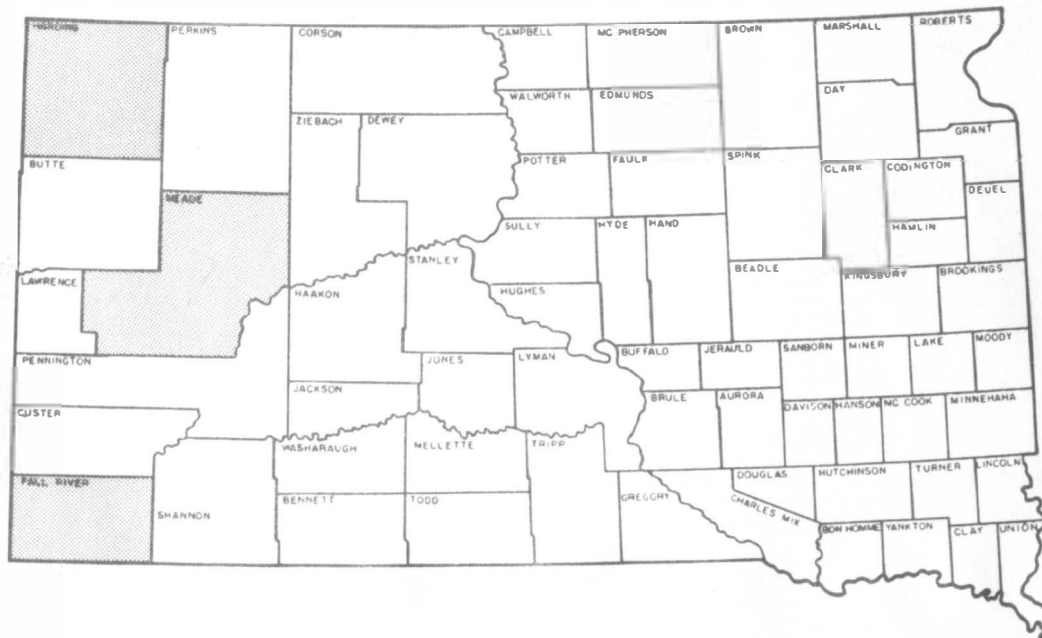 HARDING
PERKINS
CORSON
CAMPBELL
MC PHERSON
BROWN
MARSHALL
ROBERTS
WALWORTH
EDMUNDS
DAY
ZIEBACH
DEWEY
GRANT
BUTTE
POTTER
FAULK
SPINK
CLARK
CODINGTON
MEADE
DEUEL
SULLY
HYDE
HAND
HAMLIN
STANLEY
BEADLE
KINGSBURY
BROOKINGS
LAWRENCE
HAAKON
HUGHES
PENNINGTON
JONES
LYMAN
BUFFALO
JERAULD
SANBORN
MINER
LAKE
MOODY
JACKSON
BRULE
AURORA
CUSTER
DAVISON
HANSON
MC COOK
MINNEHAHA
WASHABAUGH
MELLETTE
TRIPP
FALL RIVER
DOUGLAS
HUTCHINSON
TURNER
LINCOLN
SHANNON
BENNETT
TODD
GREGORY
CHARLES MIX
BON HOMME
YANKTON
CLAY
UNION